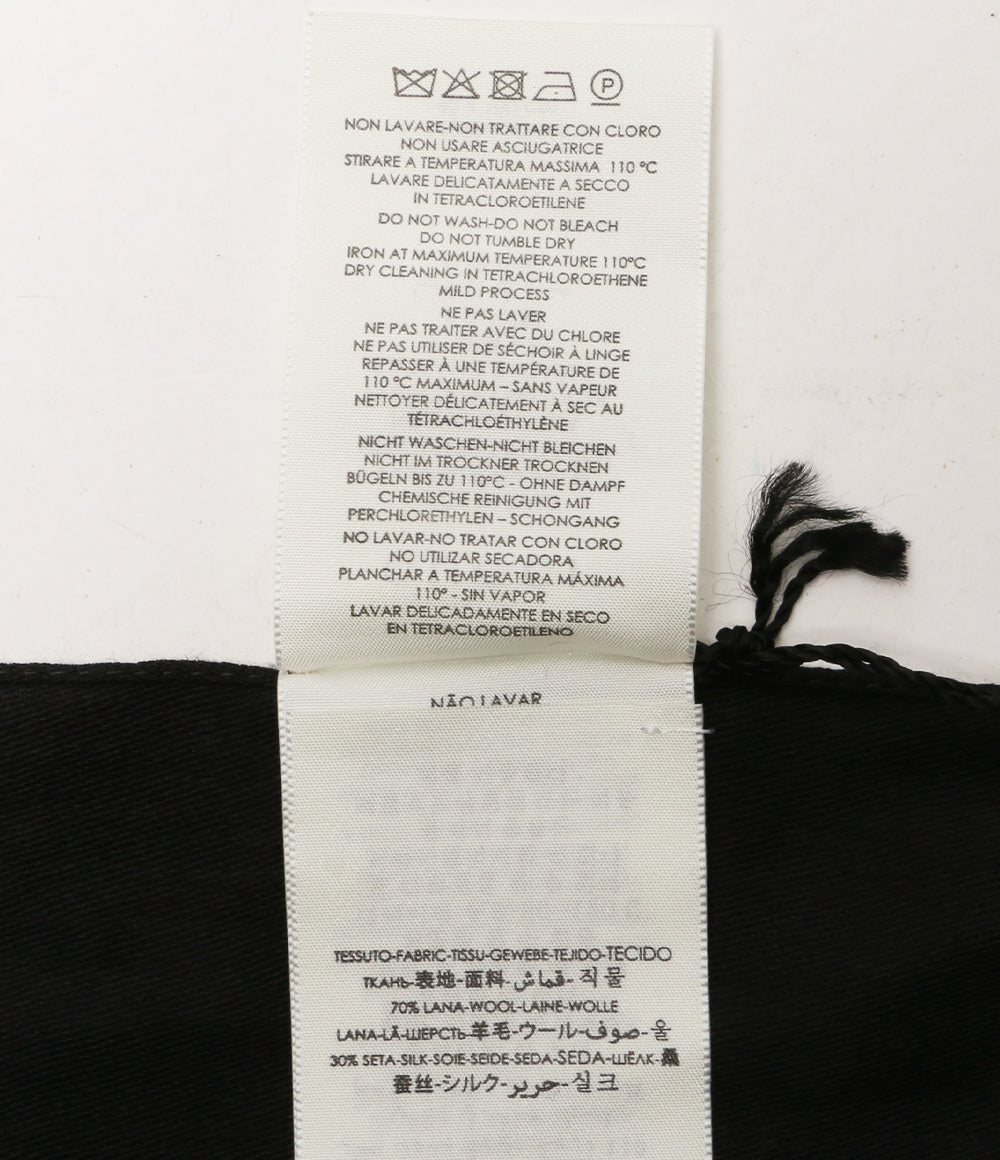 P
NON LAVARE-NON TRATTARE CON CLORO
NON USARE ASCIUGATRICE
STIRARE A TEMPERATURA MASSIMA 110 °C
LAVARE DELICATAMENTE A SECCO
IN TETRACLOROETILENE
DO NOT WASH-DO NOT BLEACH
DO NOT TUMBLE DRY
IRON AT MAXIMUM TEMPERATURE 110°C
DRY CLEANING IN TETRACHLOROETHENE
MILD PROCESS
NE PAS LAVER
NE PAS TRAITER AVEC DU CHLORE
NE PAS UTILISER DE SÉCHOIR À LINGE
REPASSER À UNE TEMPÉRATURE DE
110 °C MAXIMUM – SANS VAPEUR
NETTOYER DÉLICATEMENT À SEC AU
TÉTRACHLOÉTHYLÈNE
NICHT WASCHEN-NICHT BLEICHEN
NICHT IM TROCKNER TROCKNEN
BÜGELN BIS ZU 110°C - OHNE DAMPF
CHEMISCHE REINIGUNG MIT
PERCHLORETHYLEN – SCHONGANG
NO LAVAR-NO TRATAR CON CLORO
NO UTILIZAR SECADORA
PLANCHAR A TEMPERATURA MÁXIMA
110° - SIN VAPOR
LAVAR DELICADAMENTE EN SECO
EN TETRACLOROETILENO
NÃO LAVAR
TESSUTO-FABRIC-TISSU-GEWEBE-TEJIDO-TECIDO
ТКАНЬ-表地-面料-قماش-직물
70% LANA-WOOL-LAINE-WOLLE
LANA-LÃ-ШЕРСТЬ-羊毛-ウール-صوف-울
30% SETA-SILK-SOIE-SEIDE-SEDA-SEDA-ШЁЛК-桑
蚕丝-シルク-حرير-실크